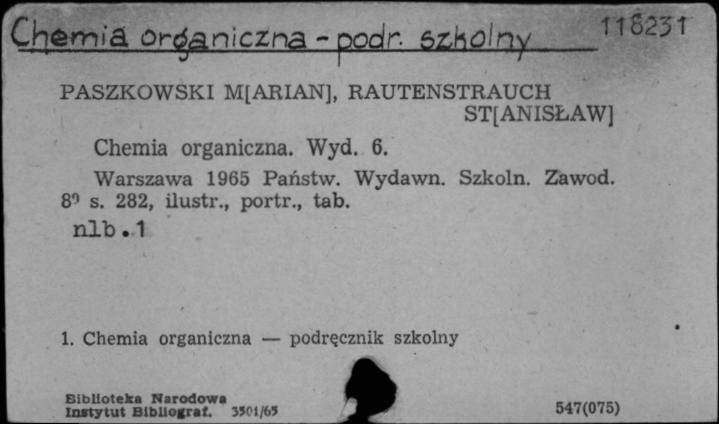 Chemia organiczna - podr. szkolny 118231
PASZKOWSKI M[ARIAN], RAUTENSTRAUCH
ST[ANISŁAW]
Chemia organiczna. Wyd. 6.
Warszawa 1965 Państw. Wydawn. Szkoln. Zawod.
8º s. 282, ilustr., portr., tab.
nlb.1
1. Chemia organiczna — podręcznik szkolny
Biblioteka Narodowa
Instytut Bibliograf. 3501/65 547(075)